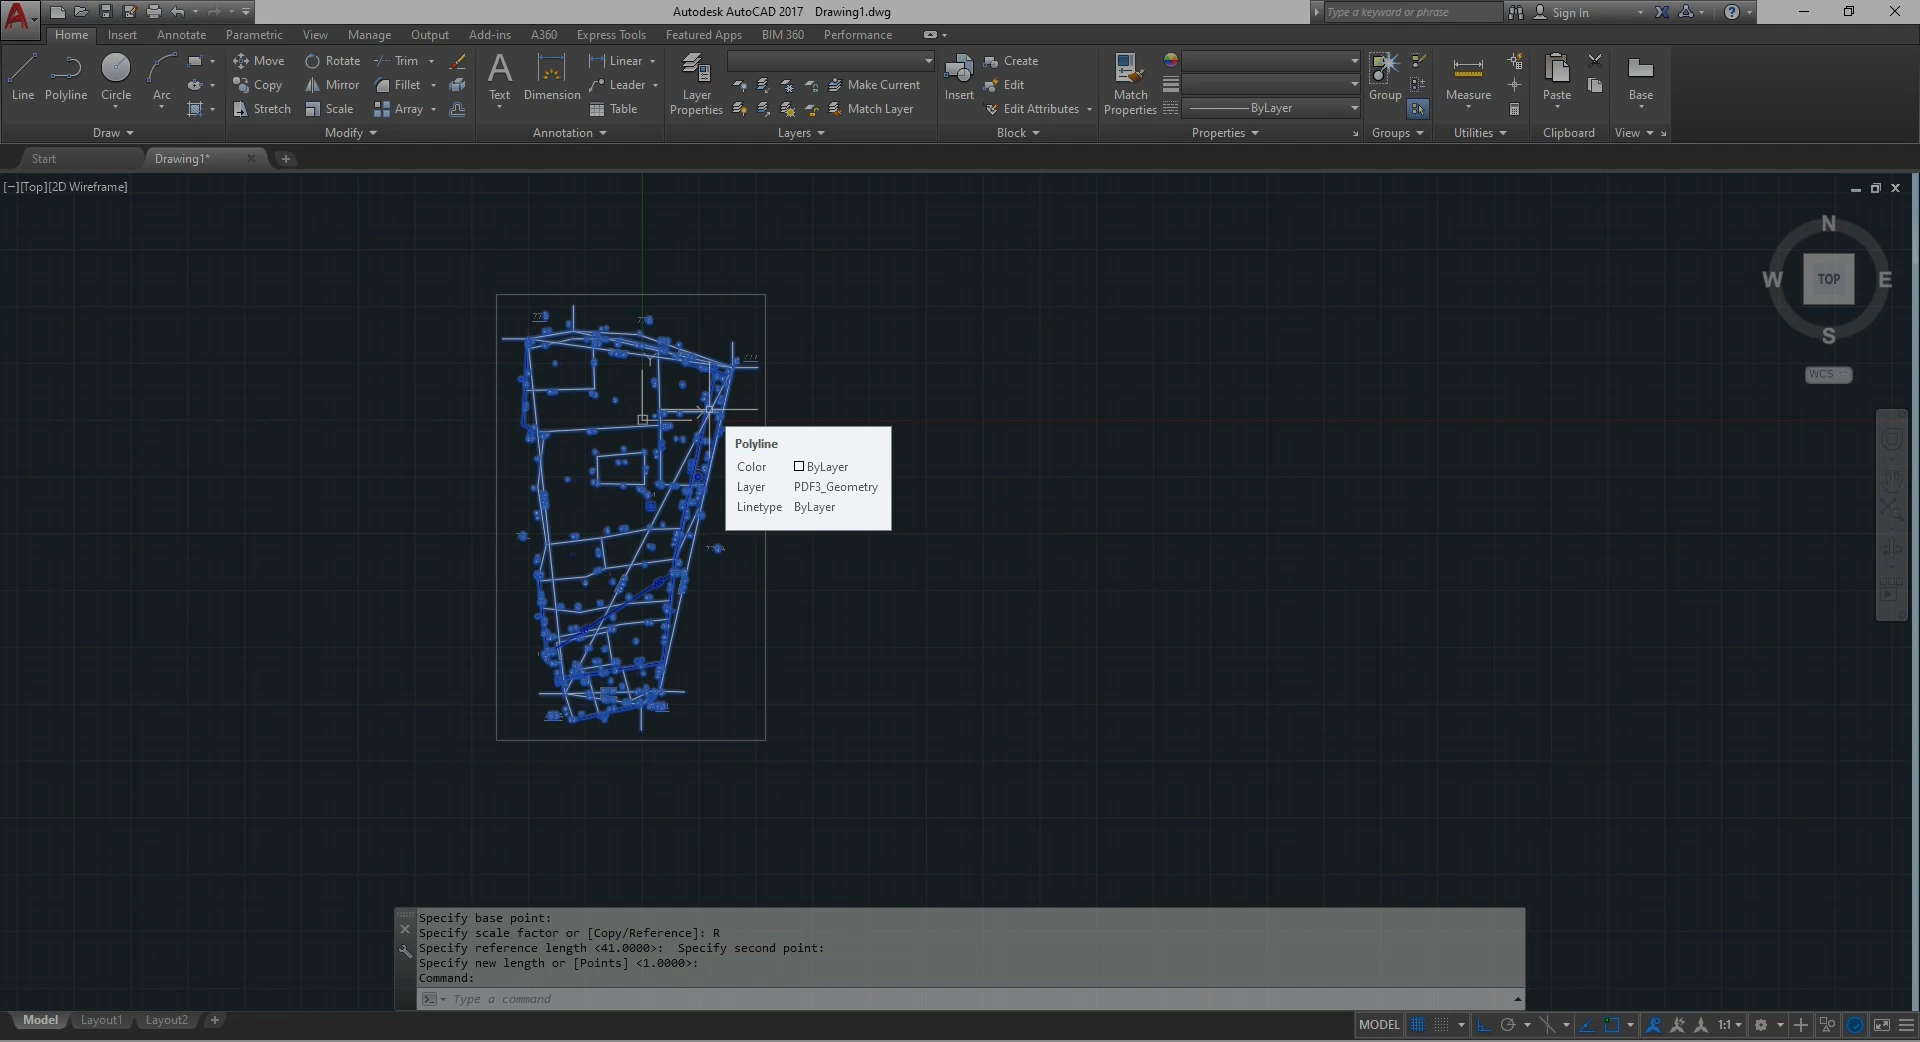 Autodesk AutoCAD 2017 Drawing1.dwg
Type a keyword or phrase
Sign In
Home Insert Annotate Parametric View Manage Output Add-ins A360 Express Tools Featured Apps BIM 360 Performance
Line Polyline Circle Arc
Move Rotate Trim
Copy Mirror Fillet
Stretch Scale Array
Text Dimension
Linear
Leader
Table
Layer Properties
Make Current
Match Layer
Insert
Create
Edit
Edit Attributes
Match Properties
ByLayer
Group
Measure
Paste
Base
Draw Modify Annotation Layers Block Properties Groups Utilities Clipboard View
Start Drawing1*
[−][Top][2D Wireframe]
N
W TOP E
S
WCS
777
Polyline
Color ByLayer
Layer PDF3_Geometry
Linetype ByLayer
Specify base point:
Specify scale factor or [Copy/Reference]: R
Specify reference length <41.0000>: Specify second point:
Specify new length or [Points] <1.0000>:
Command:
Type a command
Model Layout1 Layout2
MODEL 1:1